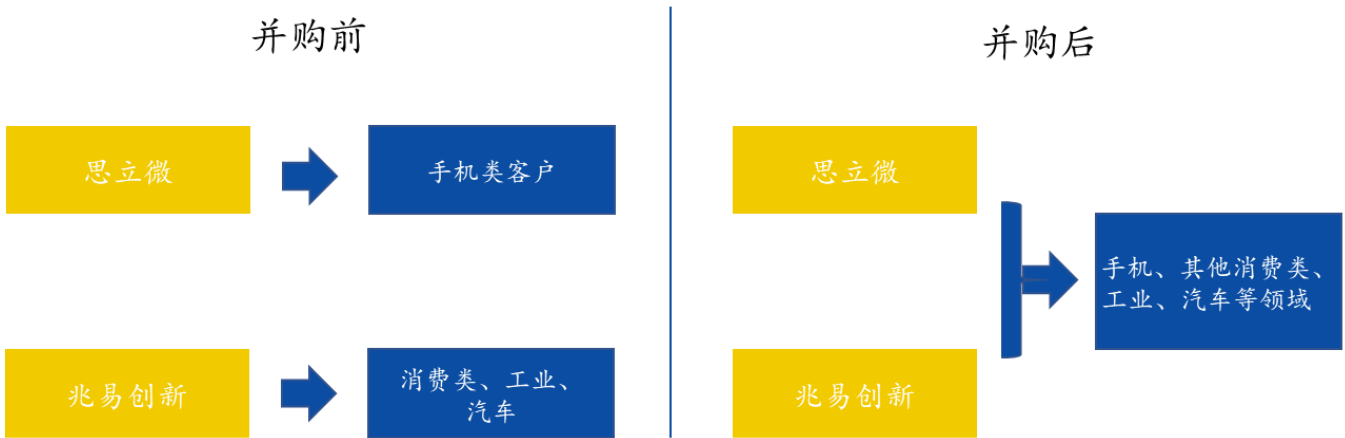 并购前
思立微
手机类客户
兆易创新
消费类、工业、
汽车
并购后
思立微
手机、其他消费类、
工业、汽车等领域
兆易创新